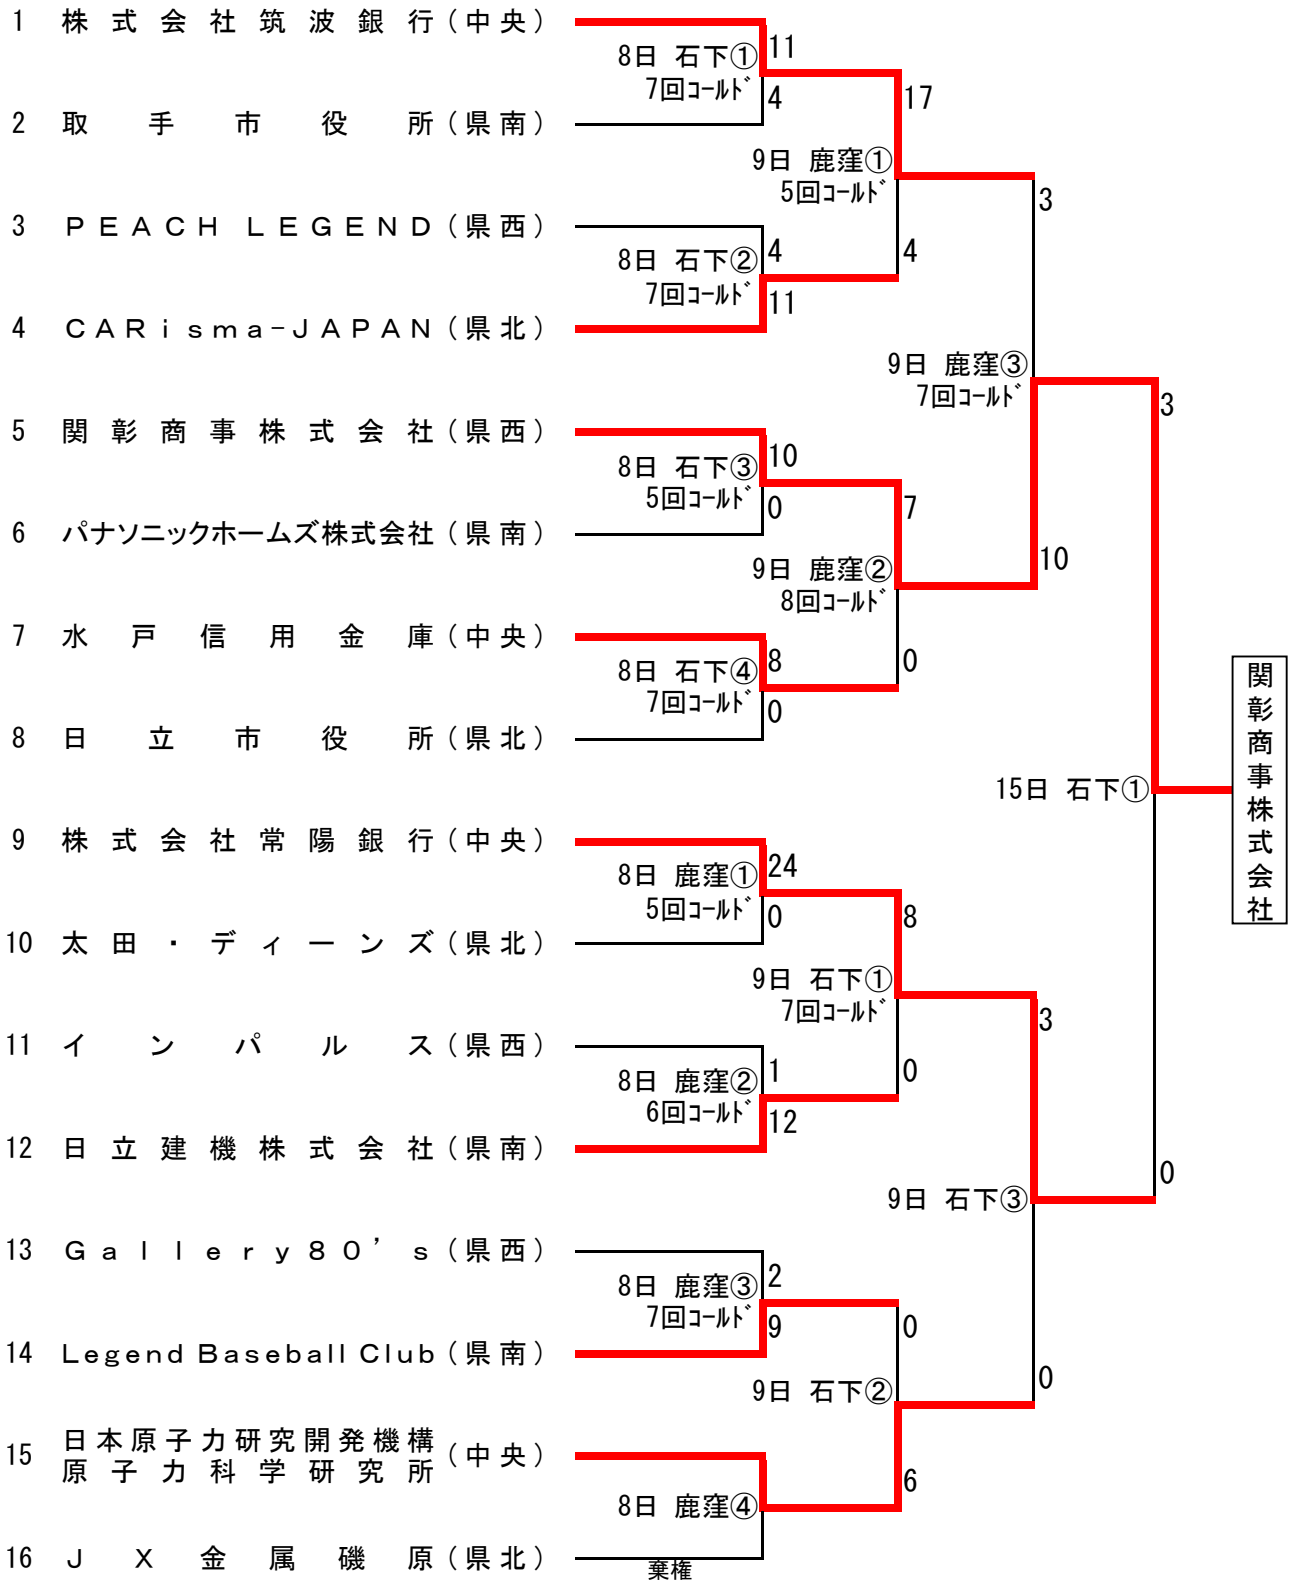 1 株式会社筑波銀行（中央）
11
8日 石下①
7回ｺｰﾙﾄﾞ
4
17
2 取手市役所（県南）
9日 鹿窪①
5回ｺｰﾙﾄﾞ
3
3 ＰＥＡＣＨ ＬＥＧＥＮＤ（県西）
4
8日 石下②
7回ｺｰﾙﾄﾞ
11
4
4 ＣＡＲｉｓｍａ−ＪＡＰＡＮ（県北）
9日 鹿窪③
7回ｺｰﾙﾄﾞ
3
5 関彰商事株式会社（県西）
10
8日 石下③
5回ｺｰﾙﾄﾞ
0
7
6 パナソニックホームズ株式会社（県南）
9日 鹿窪②
8回ｺｰﾙﾄﾞ
10
7 水戸信用金庫（中央）
8
8日 石下④
7回ｺｰﾙﾄﾞ
0
0
8 日立市役所（県北）
15日 石下①
関彰商事株式会社
9 株式会社常陽銀行（中央）
24
8日 鹿窪①
5回ｺｰﾙﾄﾞ
0
8
10 太田・ディーンズ（県北）
9日 石下①
7回ｺｰﾙﾄﾞ
3
11 インパルス（県西）
1
8日 鹿窪②
6回ｺｰﾙﾄﾞ
12
0
12 日立建機株式会社（県南）
9日 石下③
0
13 Ｇａｌｌｅｒｙ８０’ｓ（県西）
2
8日 鹿窪③
7回ｺｰﾙﾄﾞ
9
0
14 Ｌｅｇｅｎｄ Ｂａｓｅｂａｌｌ Ｃｌｕｂ（県南）
9日 石下②
0
15 日本原子力研究開発機構
原子力科学研究所（中央）
8日 鹿窪④
6
16 ＪＸ金属磯原（県北）
棄権